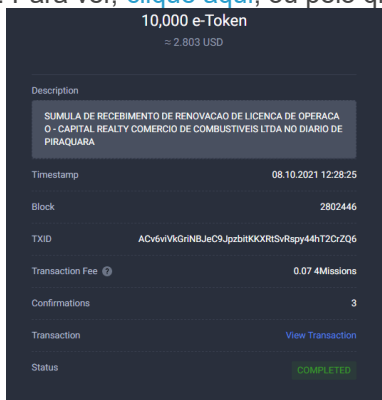 10,000 e-Token
≈ 2.803 USD
Description
SUMULA DE RECEBIMENTO DE RENOVACAO DE LICENCA DE OPERACA
O - CAPITAL REALTY COMERCIO DE COMBUSTIVEIS LTDA NO DIARIO DE
PIRAQUARA
Timestamp 08.10.2021 12:28:25
Block 2802446
TXID ACv6viVkGriNBJeC9JpzbitKKXRtSvRspy44hT2CrZQ6
Transaction Fee ? 0.07 4Missions
Confirmations 3
Transaction View Transaction
Status COMPLETED